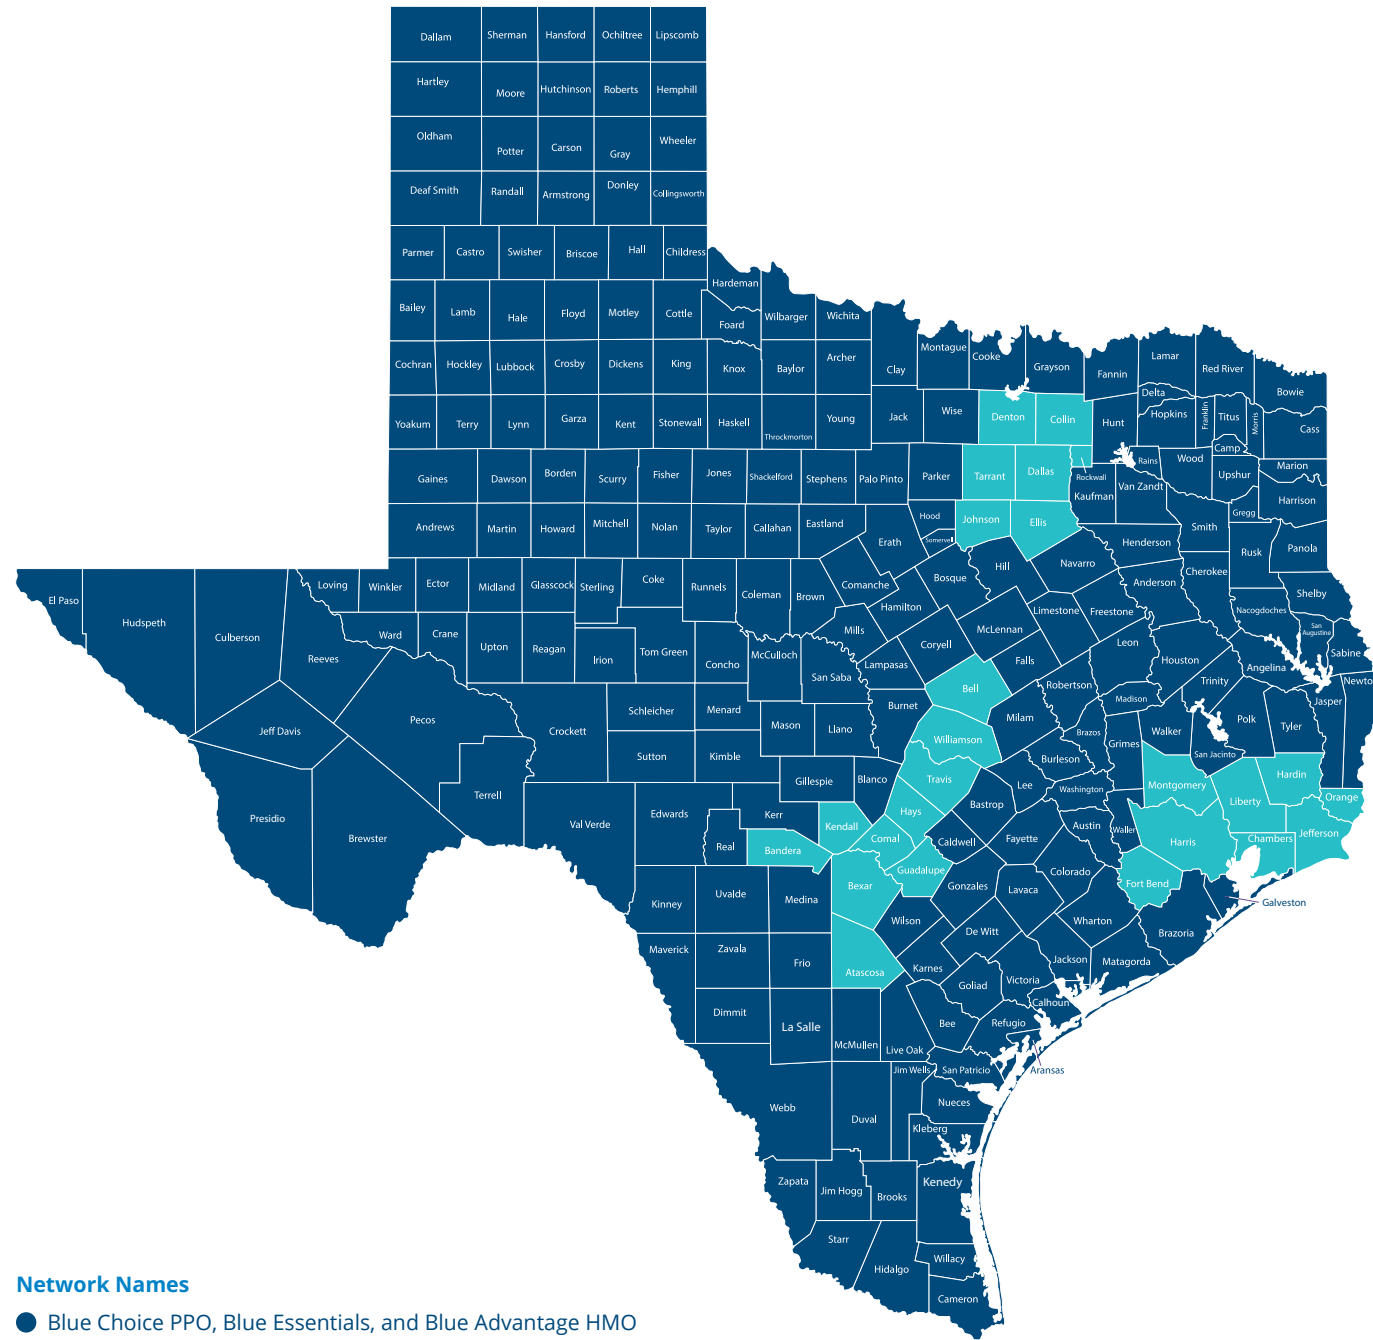 Dallam
Sherman
Hansford
Ochiltree
Lipscomb
Hartley
Moore
Hutchinson
Roberts
Hemphill
Oldham
Potter
Carson
Gray
Wheeler
Deaf Smith
Randall
Armstrong
Donley
Collingsworth
Parmer
Castro
Swisher
Briscoe
Hall
Childress
Hardeman
Bailey
Lamb
Hale
Floyd
Motley
Cottle
Foard
Wilbarger
Wichita
Clay
Montague
Cooke
Grayson
Fannin
Lamar
Red River
Bowie
Cochran
Hockley
Lubbock
Crosby
Dickens
King
Knox
Baylor
Archer
Delta
Yoakum
Terry
Lynn
Garza
Kent
Stonewall
Haskell
Throckmorton
Young
Jack
Wise
Denton
Collin
Hunt
Hopkins
Franklin
Titus
Morris
Cass
Camp
Gaines
Dawson
Borden
Scurry
Fisher
Jones
Shackelford
Stephens
Palo Pinto
Parker
Tarrant
Dallas
Rockwall
Kaufman
Rains
Van Zandt
Wood
Upshur
Marion
Harrison
Gregg
Andrews
Martin
Howard
Mitchell
Nolan
Taylor
Callahan
Eastland
Erath
Hood
Somervell
Johnson
Ellis
Henderson
Smith
Rusk
Panola
El Paso
Hudspeth
Culberson
Reeves
Loving
Winkler
Ector
Midland
Glasscock
Sterling
Coke
Runnels
Coleman
Brown
Comanche
Hamilton
Bosque
Hill
Navarro
Anderson
Cherokee
Nacogdoches
Shelby
San
Augustine
Sabine
Ward
Crane
Upton
Reagan
Irion
Tom Green
Concho
McCulloch
San Saba
Mills
Lampasas
Coryell
McLennan
Limestone
Freestone
Falls
Leon
Houston
Angelina
Trinity
Newto
Jasper
Jeff Davis
Pecos
Crockett
Schleicher
Menard
Mason
Llano
Burnet
Bell
Milam
Robertson
Madison
Brazos
Grimes
Walker
San Jacinto
Polk
Tyler
Sutton
Kimble
Gillespie
Blanco
Williamson
Travis
Burleson
Lee
Washington
Montgomery
Liberty
Hardin
Orange
Presidio
Brewster
Terrell
Val Verde
Edwards
Kerr
Real
Bandera
Kendall
Comal
Hays
Bastrop
Caldwell
Fayette
Austin
Waller
Harris
Chambers
Jefferson
Kinney
Uvalde
Medina
Bexar
Guadalupe
Gonzales
Lavaca
Colorado
Fort Bend
Galveston
Wilson
De Witt
Wharton
Brazoria
Maverick
Zavala
Frio
Atascosa
Karnes
Goliad
Victoria
Jackson
Matagorda
Calhoun
Dimmit
La Salle
McMullen
Live Oak
Bee
Refugio
Aransas
Jim Wells
San Patricio
Webb
Duval
Nueces
Kleberg
Zapata
Jim Hogg
Brooks
Kenedy
Starr
Hidalgo
Willacy
Cameron
Network Names
Blue Choice PPO, Blue Essentials, and Blue Advantage HMO